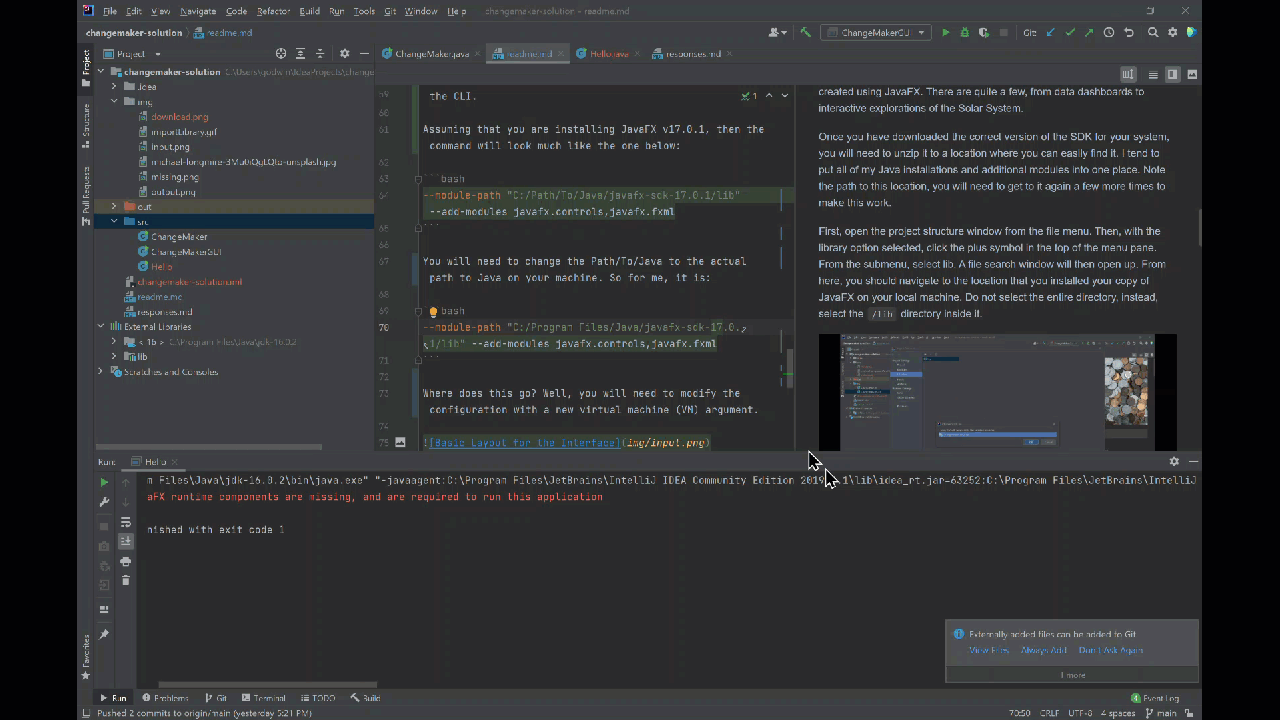 File Edit View Navigate Code Refactor Build Run Tools Git Window Help changemaker-solution - readme.md
changemaker-solution readme.md ChangeMakerGUI Git:
Project ChangeMaker.java readme.md Hello.java responses.md
changemaker-solution C:\Users\godwin\IdeaProjects\change
.idea
img
download.png
importLibrary.gif
input.png
missing.png
output.png
out
src
ChangeMaker
ChangeMakerGUI
Hello
changemaker-solution.iml
readme.md
responses.md
External Libraries
< 16 > C:\Program Files\Java\jdk-16.0.2
lib
Scratches and Consoles
Project
Structure
Pull Requests
Favorites
59 the CLI.
1
60
61 Assuming that you are installing JavaFX v17.0.1, then the
command will look much like the one below:
62
63 ```bash
64 --module-path "C:/Path/To/Java/javafx-sdk-17.0.1/lib"
--add-modules javafx.controls,javafx.fxml
65 ```
66
67 You will need to change the Path/To/Java to the actual
path to Java on your machine. So for me, it is:
68
69 ```bash
70 --module-path "C:/Program Files/Java/javafx-sdk-17.0.
1/lib" --add-modules javafx.controls,javafx.fxml
71 ```
72
73 Where does this go? Well, you will need to modify the
configuration with a new virtual machine (VM) argument.
74
75 ![Basic Layout for the Interface](img/input.png)
created using JavaFX. There are quite a few, from data dashboards to
interactive explorations of the Solar System.
Once you have downloaded the correct version of the SDK for your system,
you will need to unzip it to a location where you can easily find it. I tend to
put all of my Java installations and additional modules into one place. Note
the path to this location, you will need to get to it again a few more times to
make this work.
First, open the project structure window from the file menu. Then, with the
library option selected, click the plus symbol in the top of the menu pane.
From the submenu, select lib. A file search window will then open up. From
here, you should navigate to the location that you installed your copy of
JavaFX on your local machine. Do not select the entire directory, instead,
select the /lib directory inside it.
Run: Hello
m Files\Java\jdk-16.0.2\bin\java.exe" "-javaagent:C:\Program Files\JetBrains\IntelliJ IDEA Community Edition 2019 .1\lib\idea_rt.jar=63252:C:\Program Files\JetBrains\IntelliJ
aFX runtime components are missing, and are required to run this application
nished with exit code 1
Externally added files can be added to Git
View Files Always Add Don't Ask Again
1 more
Run Problems Git Terminal TODO Build 4 Event Log
Pushed 2 commits to origin/main (yesterday 5:21 PM) 70:50 CRLF UTF-8 4 spaces main